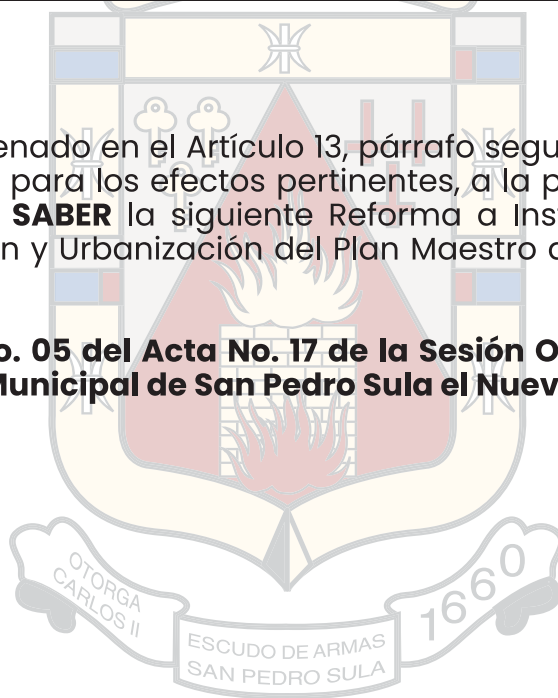 enado en el Artículo 13, párrafo segu
para los efectos pertinentes, a la p
SABER la siguiente Reforma a Inst
n y Urbanización del Plan Maestro d
o. 05 del Acta No. 17 de la Sesión O
Municipal de San Pedro Sula el Nuev
OTORGA
CARLOS II
1660
ESCUDO DE ARMAS
SAN PEDRO SULA